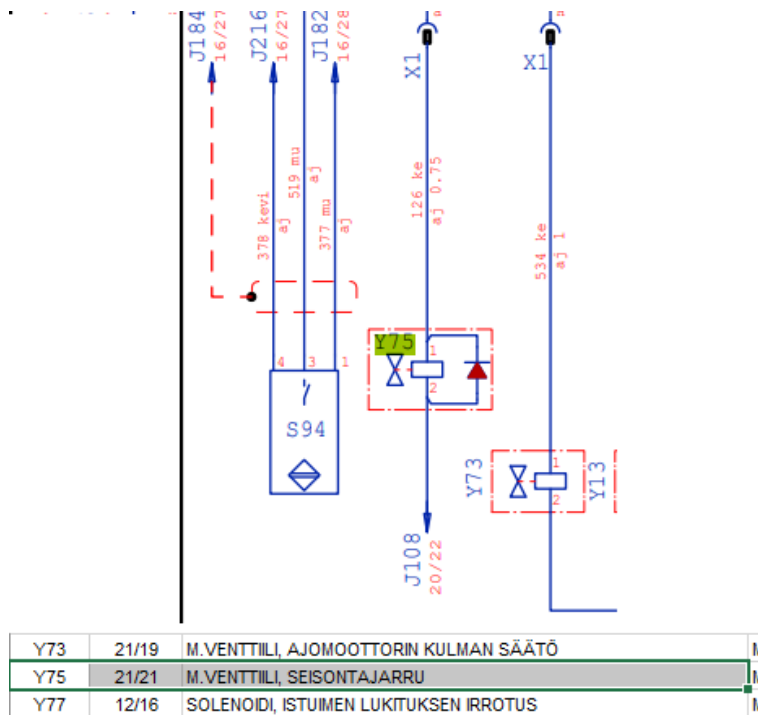 J184
16/27
J216
16/27
J182
16/28
X1
X1
378 kevi
aj
519 mu
aj
377 mu
aj
126 ke
aj 0.75
534 ke
aj 1
4 3 1
S94
Y75
1
2
Y73
1
2
Y13
J108
20/22
Y73 21/19 M.VENTTIILI, AJOMOOTTORIN KULMAN SÄÄTÖ
Y75 21/21 M.VENTTIILI, SEISONTAJARRU
Y77 12/16 SOLENOIDI, ISTUIMEN LUKITUKSEN IRROTUS